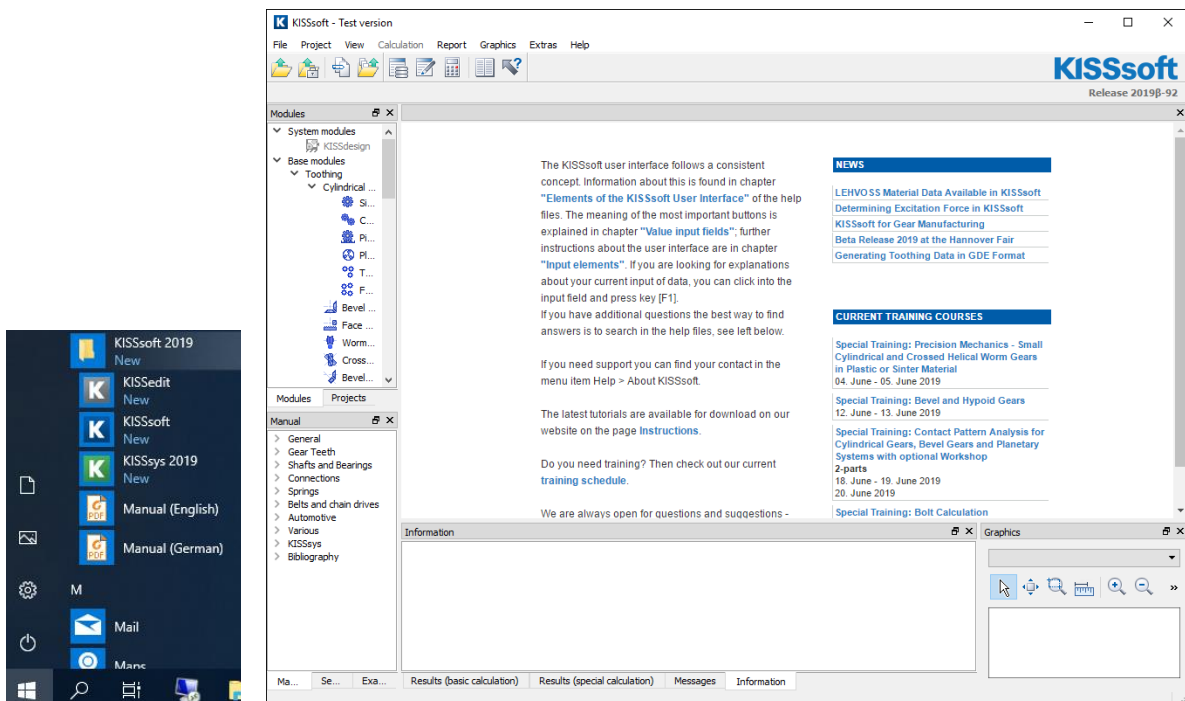 KISSsoft 2019
New
KISSedit
New
KISSsoft
New
KISSsys 2019
New
Manual (English)
Manual (German)
M
Mail
Maps
KISSsoft - Test version
File Project View Calculation Report Graphics Extras Help
KISSsoft
Release 2019β-92
Modules
System modules
KISSdesign
Base modules
Toothing
Cylindrical ...
Si...
C...
Pi...
Pl...
T...
F...
Bevel ...
Face ...
Worm...
Cross...
Bevel...
Modules Projects
Manual
General
Gear Teeth
Shafts and Bearings
Connections
Springs
Belts and chain drives
Automotive
Various
KISSsys
Bibliography
Ma... Se... Exa...
The KISSsoft user interface follows a consistent
concept. Information about this is found in chapter
"Elements of the KISSsoft User Interface" of the help
files. The meaning of the most important buttons is
explained in chapter "Value input fields"; further
instructions about the user interface are in chapter
"Input elements". If you are looking for explanations
about your current input of data, you can click into the
input field and press key [F1].
If you have additional questions the best way to find
answers is to search in the help files, see left below.
If you need support you can find your contact in the
menu item Help > About KISSsoft.
The latest tutorials are available for download on our
website on the page Instructions.
Do you need training? Then check out our current
training schedule.
We are always open for questions and suggestions -
NEWS
LEHVOSS Material Data Available in KISSsoft
Determining Excitation Force in KISSsoft
KISSsoft for Gear Manufacturing
Beta Release 2019 at the Hannover Fair
Generating Toothing Data in GDE Format
CURRENT TRAINING COURSES
Special Training: Precision Mechanics - Small
Cylindrical and Crossed Helical Worm Gears
in Plastic or Sinter Material
04. June - 05. June 2019
Special Training: Bevel and Hypoid Gears
12. June - 13. June 2019
Special Training: Contact Pattern Analysis for
Cylindrical Gears, Bevel Gears and Planetary
Systems with optional Workshop
2-parts
18. June - 19. June 2019
20. June 2019
Special Training: Bolt Calculation
Information
Graphics
Results (basic calculation) Results (special calculation) Messages Information